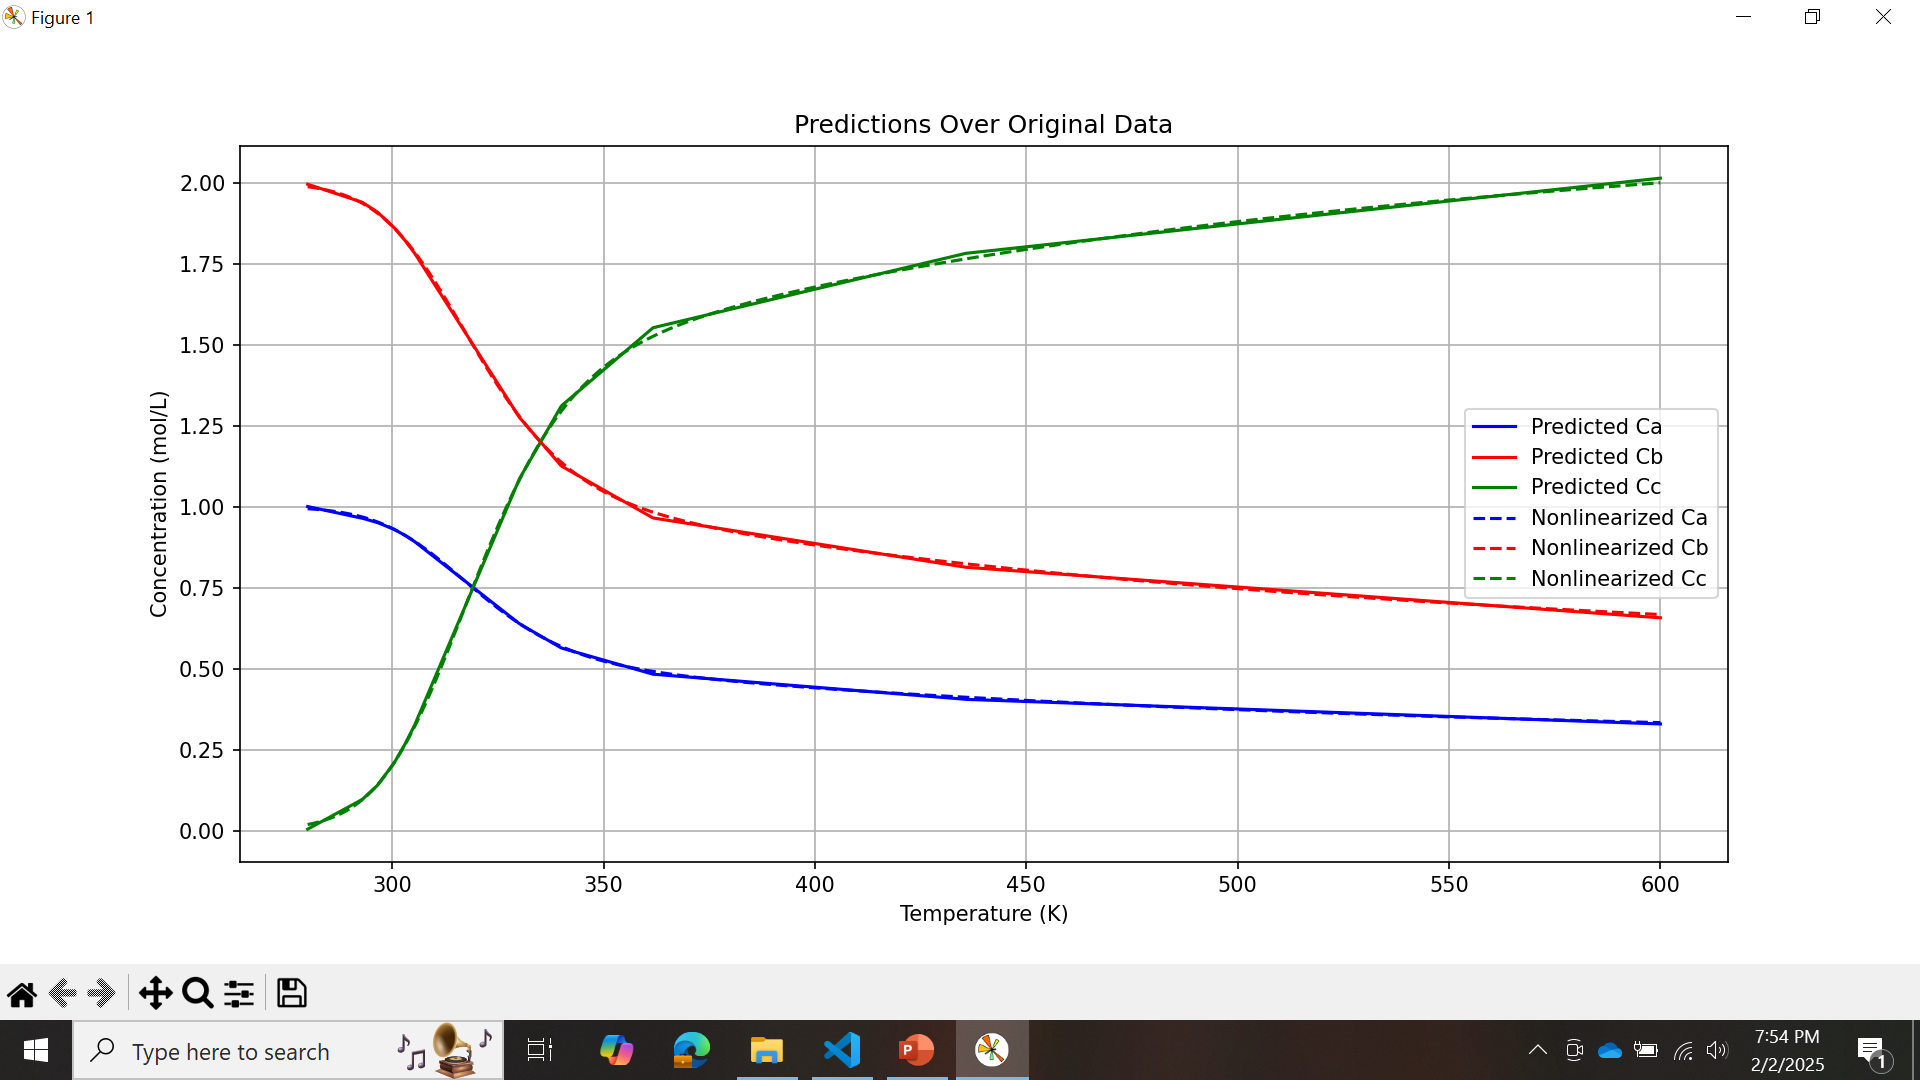 Figure 1
Predictions Over Original Data
Concentration (mol/L)
2.00
1.75
1.50
1.25
1.00
0.75
0.50
0.25
0.00
Predicted Ca
Predicted Cb
Predicted Cc
Nonlinearized Ca
Nonlinearized Cb
Nonlinearized Cc
300 350 400 450 500 550 600
Temperature (K)
Type here to search
P
7:54 PM
2/2/2025
1